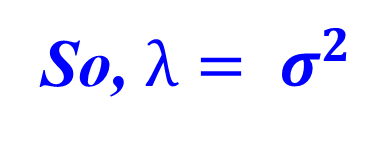 So, λ = σ²